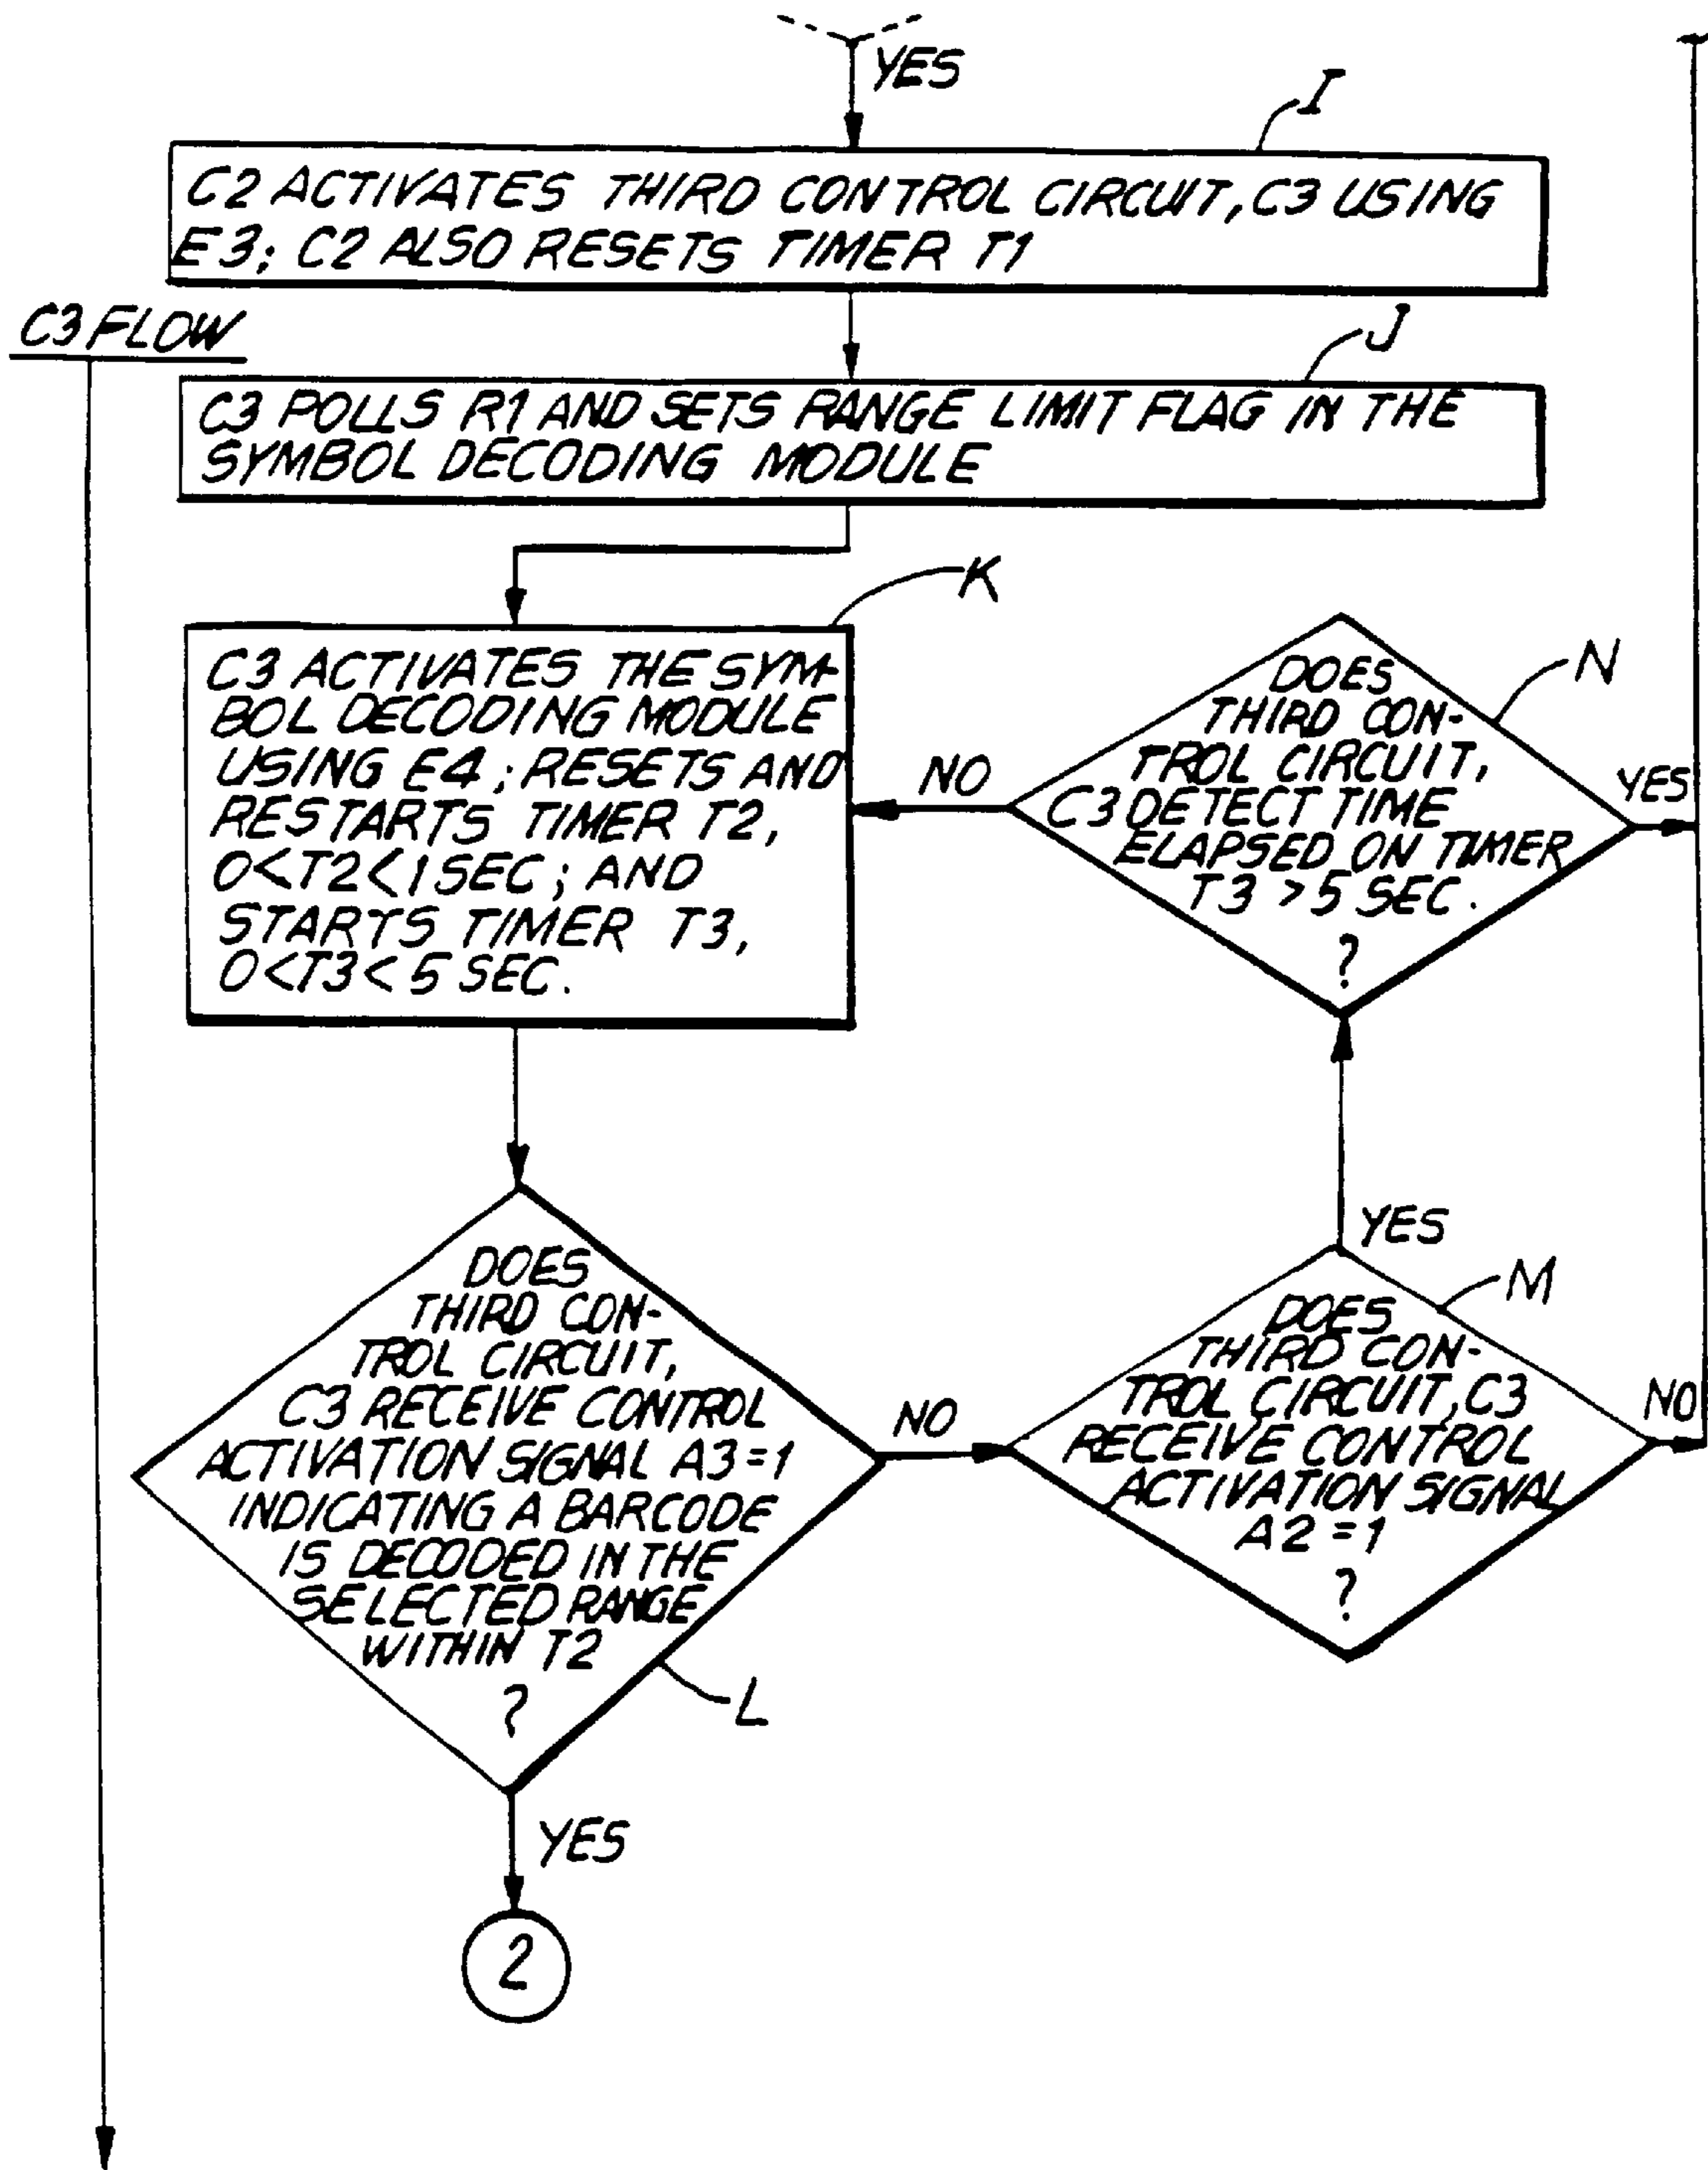 YES
I
C2 ACTIVATES THIRD CONTROL CIRCUIT, C3 USING
E3; C2 ALSO RESETS TIMER T1
C3 FLOW
J
C3 POLLS R1 AND SETS RANGE LIMIT FLAG IN THE
SYMBOL DECODING MODULE
K
C3 ACTIVATES THE SYM-
BOL DECODING MODULE
USING E4; RESETS AND
RESTARTS TIMER T2,
0<T2<1 SEC; AND
STARTS TIMER T3,
0<T3<5 SEC.
N
DOES
THIRD CON-
TROL CIRCUIT,
C3 DETECT TIME
ELAPSED ON TIMER
T3 >5 SEC.
?
NO
YES
YES
DOES
THIRD CON-
TROL CIRCUIT,
C3 RECEIVE CONTROL
ACTIVATION SIGNAL A3=1
INDICATING A BARCODE
IS DECODED IN THE
SELECTED RANGE
WITHIN T2
?
L
NO
M
DOES
THIRD CON-
TROL CIRCUIT, C3
RECEIVE CONTROL
ACTIVATION SIGNAL
A2=1
?
NO
YES
2